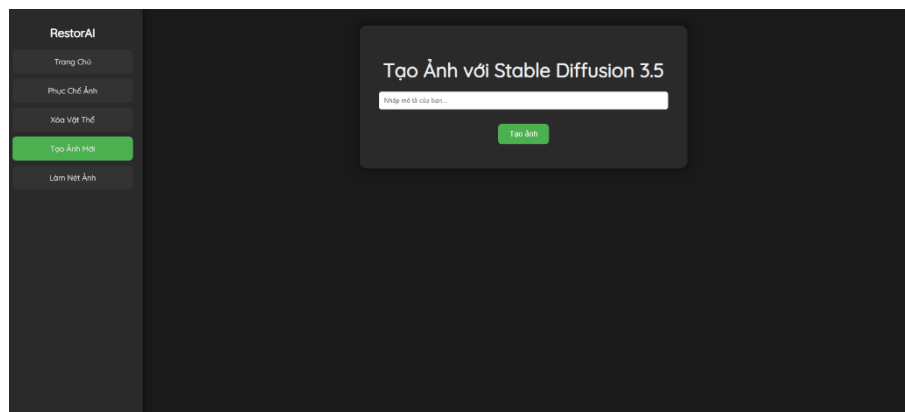 RestorAI
Trang Chủ
Phục Chế Ảnh
Xóa Vật Thể
Tạo Ảnh Mới
Làm Nét Ảnh
Tạo Ảnh với Stable Diffusion 3.5
Nhập mô tả của bạn...
Tạo ảnh